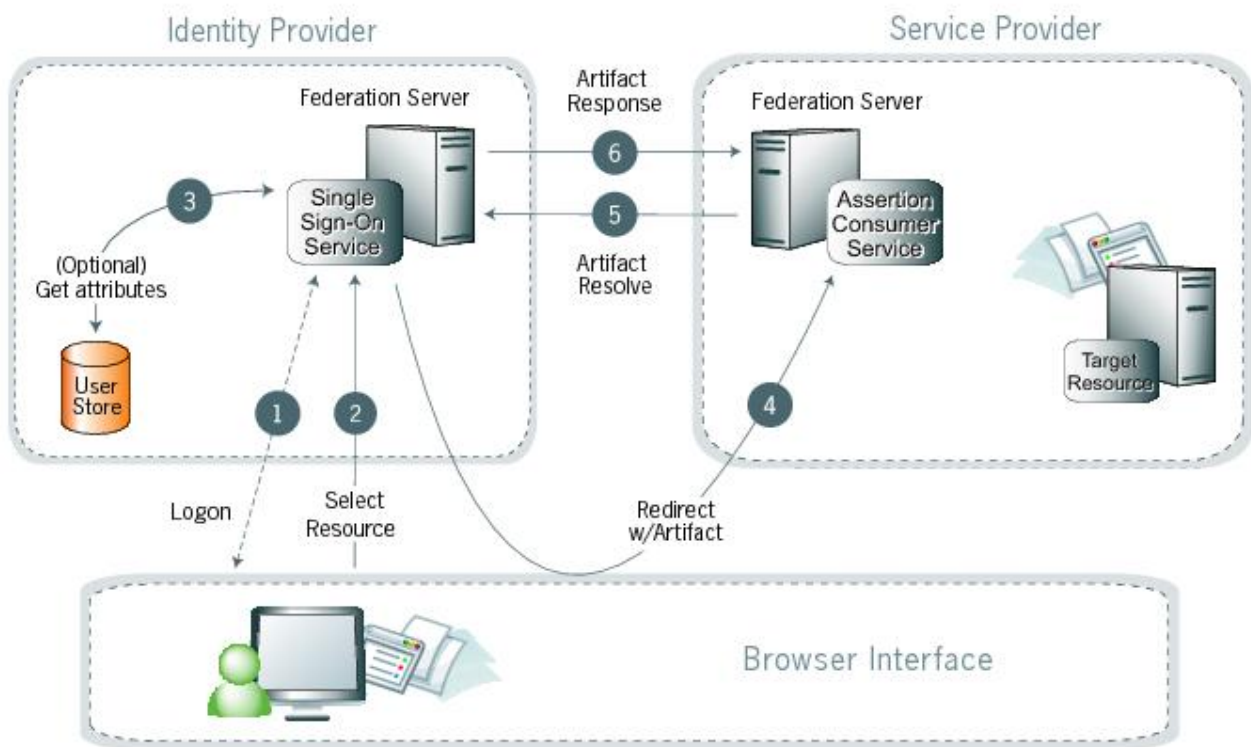 Identity Provider
Service Provider
Federation Server
Artifact
Response
Federation Server
6
3
Single
Sign-On
Service
5
Assertion
Consumer
Service
(Optional)
Get attributes
Artifact
Resolve
User
Store
1
2
4
Target
Resource
Logon
Select
Resource
Redirect
w/Artifact
Browser Interface